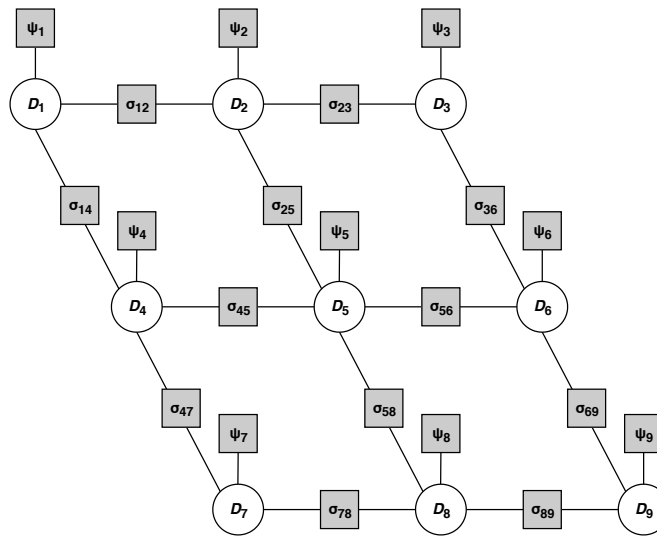 ψ1 ψ2 ψ3
D1 σ12 D2 σ23 D3
σ14 σ25 σ36
ψ4 ψ5 ψ6
D4 σ45 D5 σ56 D6
σ47 σ58 σ69
ψ7 ψ8 ψ9
D7 σ78 D8 σ89 D9